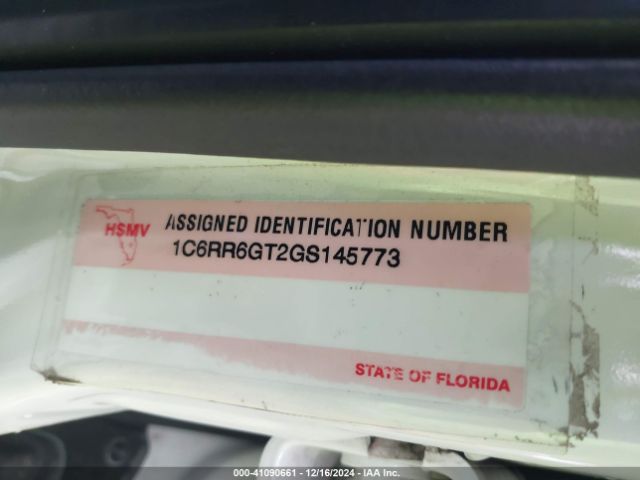 HSMV
ASSIGNED IDENTIFICATION NUMBER
1C6RR6GT2GS145773
STATE OF FLORIDA
000-41090661 - 12/16/2024 - IAA Inc.